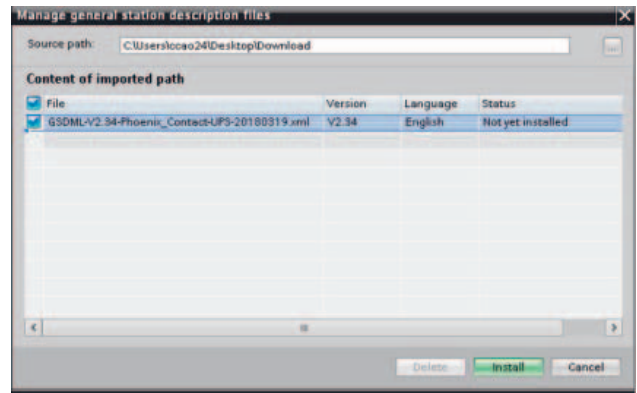 Manage general station description files
Source path: C:\Users\ccao24\Desktop\Download ...
Content of imported path
File Version Language Status
GSDML-V2.34-Phoenix_Contact-UPS-20180319.xml V2.34 English Not yet installed
Delete Install Cancel